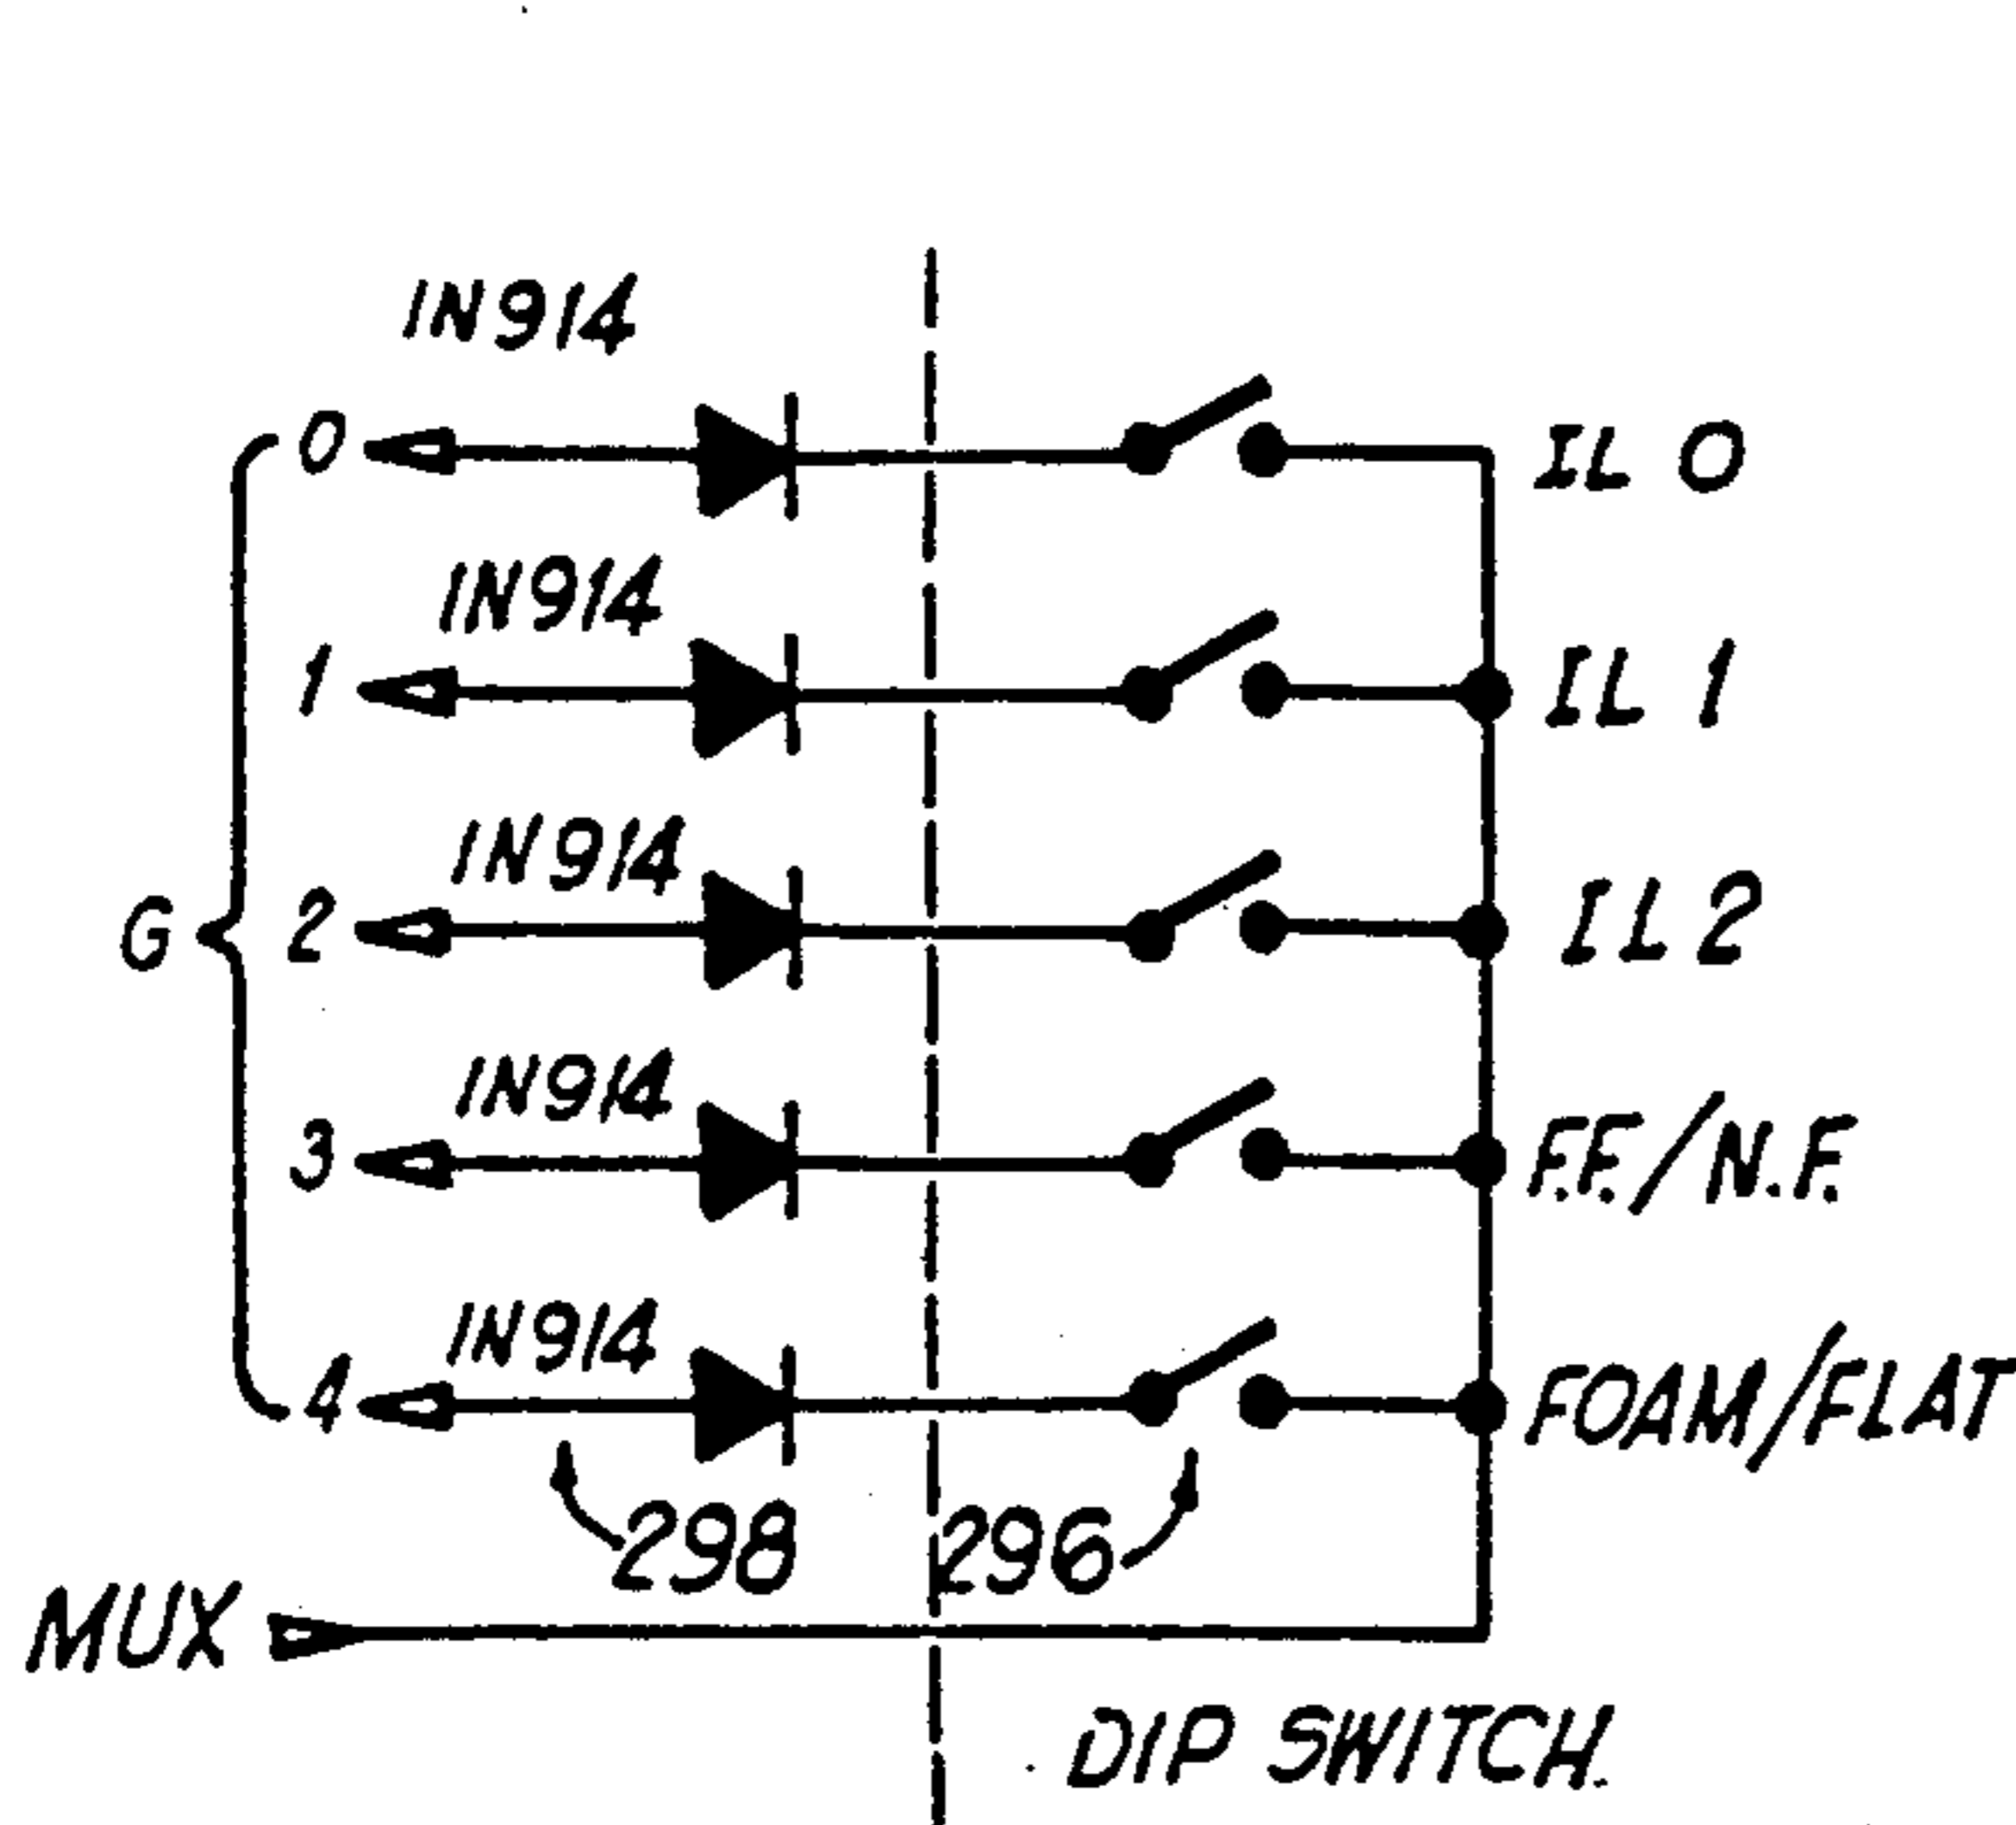 IN914
0 IL 0
IN914
1 IL 1
IN914
G 2 IL 2
IN914
3 F.F./N.F.
IN914
4 FOAM/FLAT
298 296
MUX
DIP SWITCH.